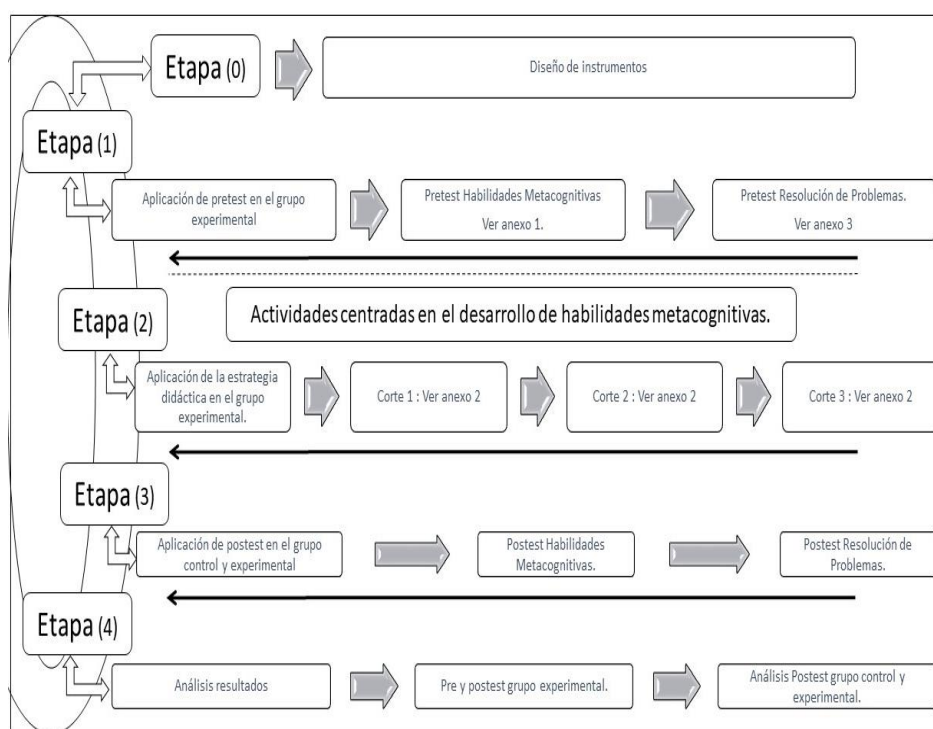 Etapa (0)
Diseño de instrumentos
Etapa (1)
Aplicación de pretest en el grupo
experimental
Pretest Habilidades Metacognitivas
Ver anexo 1.
Pretest Resolución de Problemas.
Ver anexo 3
Etapa (2)
Actividades centradas en el desarrollo de habilidades metacognitivas.
Aplicación de la estrategia
didáctica en el grupo
experimental.
Corte 1 : Ver anexo 2
Corte 2 : Ver anexo 2
Corte 3 : Ver anexo 2
Etapa (3)
Aplicación de postest en el grupo
control y experimental
Postest Habilidades
Metacognitivas.
Postest Resolución de
Problemas.
Etapa (4)
Análisis resultados
Pre y postest grupo experimental.
Análisis Postest grupo control y
experimental.